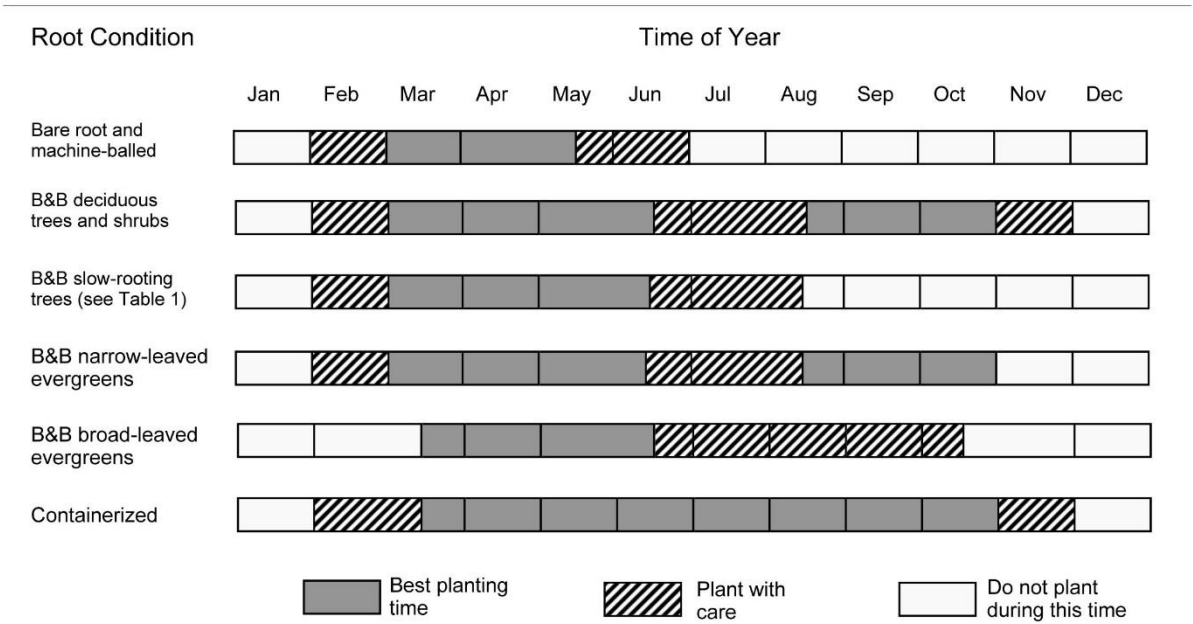 Root Condition
Time of Year
Jan Feb Mar Apr May Jun Jul Aug Sep Oct Nov Dec
Bare root and
machine-balled
B&B deciduous
trees and shrubs
B&B slow-rooting
trees (see Table 1)
B&B narrow-leaved
evergreens
B&B broad-leaved
evergreens
Containerized
Best planting
time
Plant with
care
Do not plant
during this time